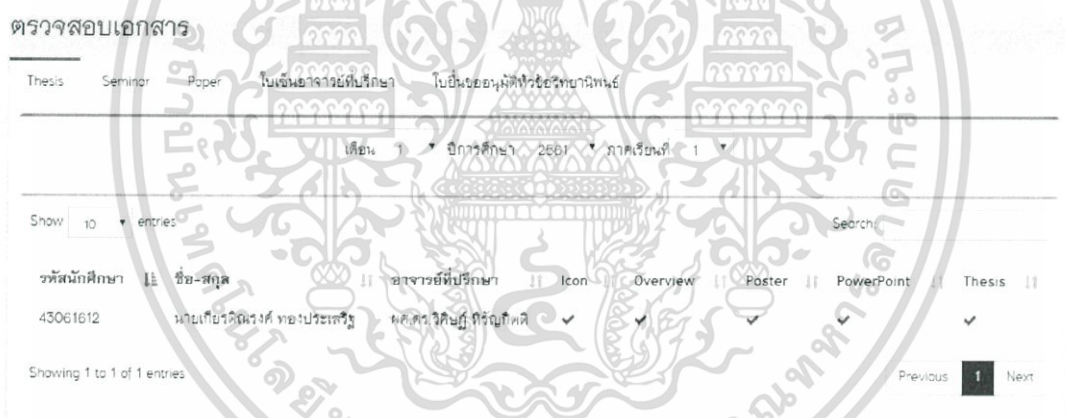 ตรวจสอบเอกสาร
Thesis Seminar Paper ใบเซ็นอาจารย์ที่ปรึกษา ใบยื่นขออนุมัติหัวข้อวิทยานิพนธ์
เดือน 1 ปีการศึกษา 2561 ภาคเรียนที่ 1
Show 10 entries Search:
รหัสนักศึกษา ชื่อ-สกุล อาจารย์ที่ปรึกษา Icon Overview Poster PowerPoint Thesis
43061612 นายเกียรติณรงค์ ทองประเสริฐ ผศ.ดร.วิศิษฎ์ หิรัญกิตติ ✔ ✔ ✔ ✔ ✔
Showing 1 to 1 of 1 entries Previous 1 Next